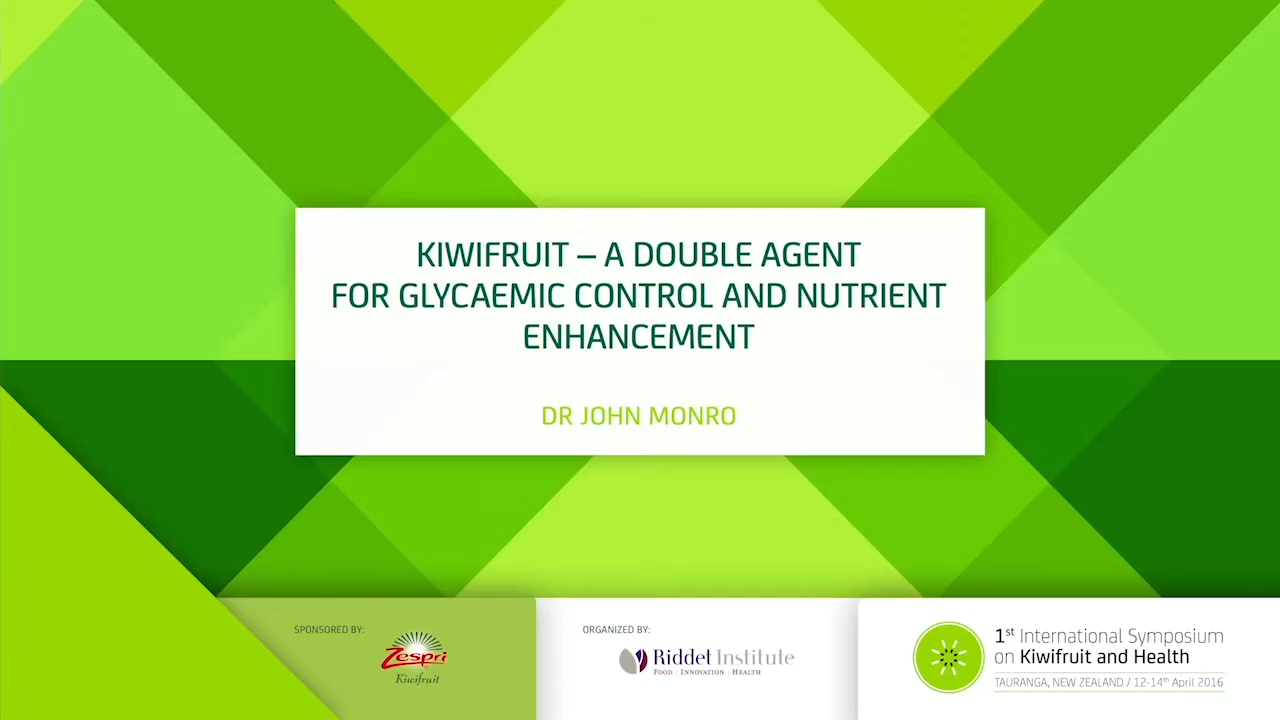 KIWIFRUIT – A DOUBLE AGENT
FOR GLYCAEMIC CONTROL AND NUTRIENT
ENHANCEMENT
DR JOHN MONRO
SPONSORED BY:
Zespri
Kiwifruit
ORGANIZED BY:
Riddet Institute
FOOD | INNOVATION | HEALTH
1st International Symposium
on Kiwifruit and Health
TAURANGA, NEW ZEALAND / 12-14th April 2016